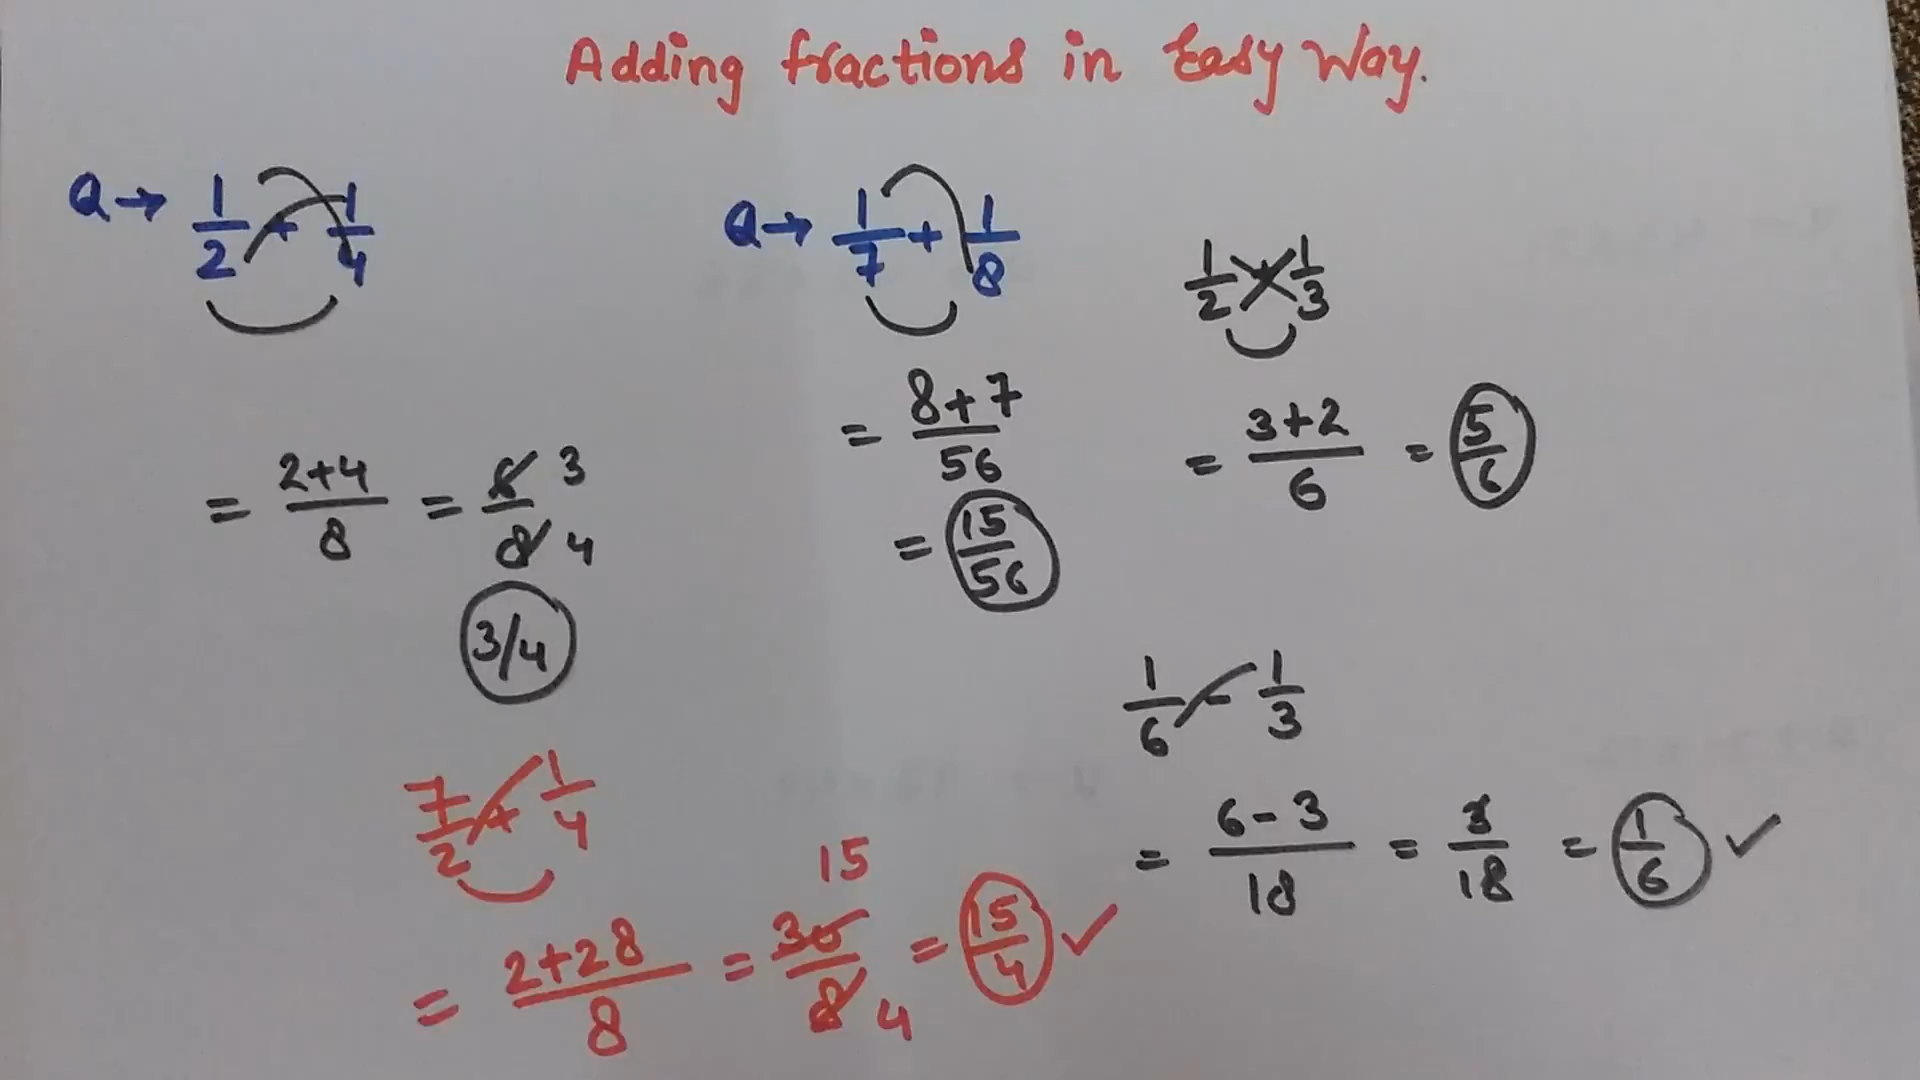 Adding fractions in Easy Way.
Q → 1/2 + 1/4
= 2+4/8 = 6/8 3 4
3/4
Q → 1/7 + 1/8
= 8+7/56
= 15/56
1/2 + 1/3
= 3+2/6 = 5/6
1/6 - 1/3
= 6-3/18 = 3/18 = 1/6 ✓
7/2 + 1/4
= 2+28/8 = 30/8 15 4 = 15/4 ✓